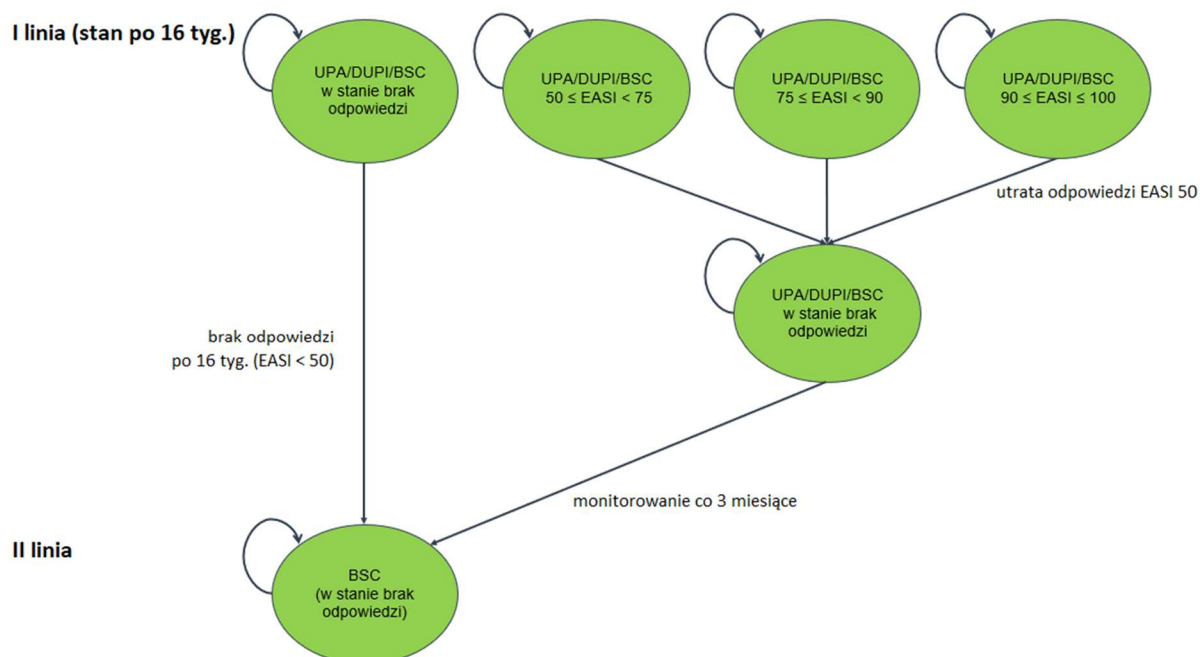 I linia (stan po 16 tyg.)
UPA/DUPI/BSC
w stanie brak
odpowiedzi
UPA/DUPI/BSC
50 ≤ EASI < 75
UPA/DUPI/BSC
75 ≤ EASI < 90
UPA/DUPI/BSC
90 ≤ EASI ≤ 100
utrata odpowiedzi EASI 50
UPA/DUPI/BSC
w stanie brak
odpowiedzi
brak odpowiedzi
po 16 tyg. (EASI < 50)
monitorowanie co 3 miesiące
II linia
BSC
(w stanie brak
odpowiedzi)